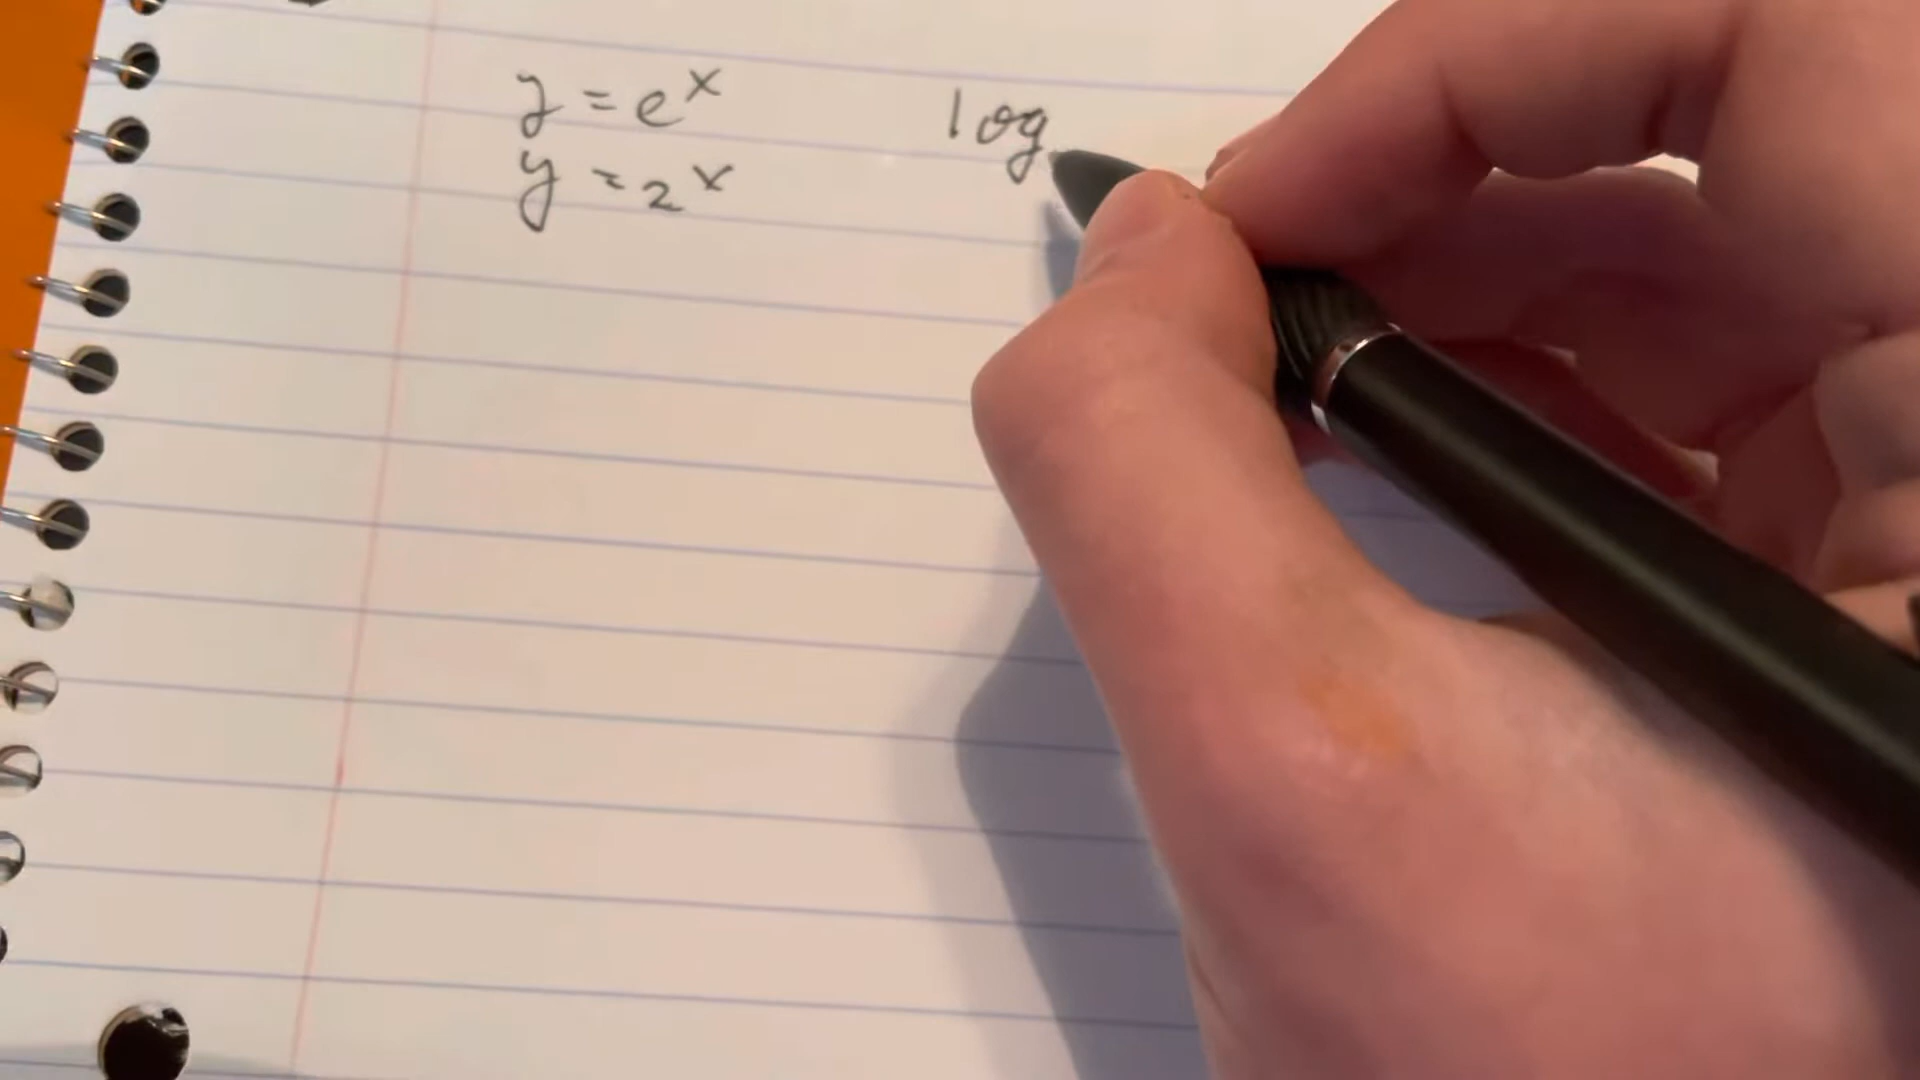 y = e^x log
y = 2^x